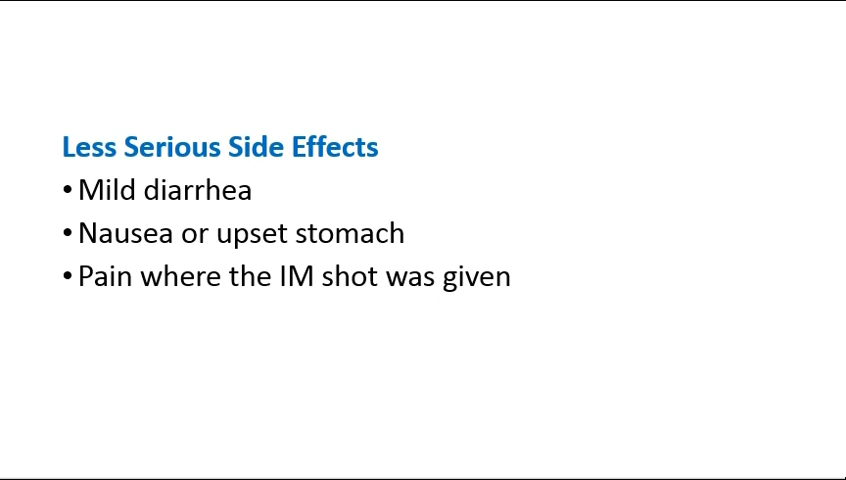 Less Serious Side Effects
• Mild diarrhea
• Nausea or upset stomach
• Pain where the IM shot was given